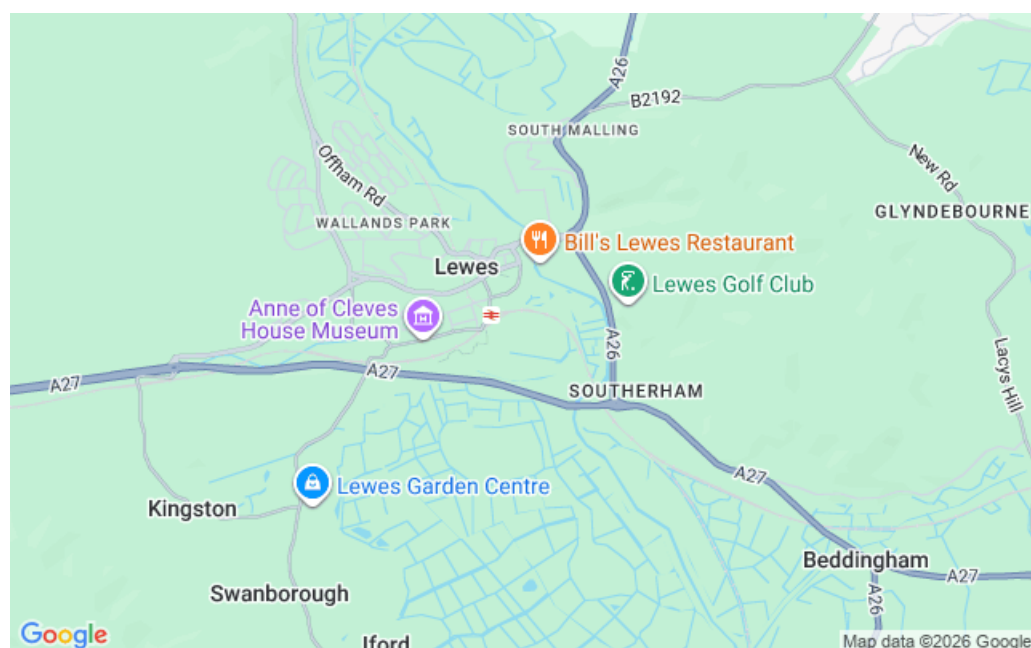 A26
B2192
SOUTH MALLING
Offham Rd
New Rd
WALLANDS PARK
GLYNDEBOURNE
Bill's Lewes Restaurant
Lewes
Lewes Golf Club
Anne of Cleves
House Museum
A26
Lacys Hill
A27
A27
SOUTHERHAM
A27
Lewes Garden Centre
Kingston
Beddingham
A27
Swanborough
A26
Iford
Google
Map data ©2026 Google